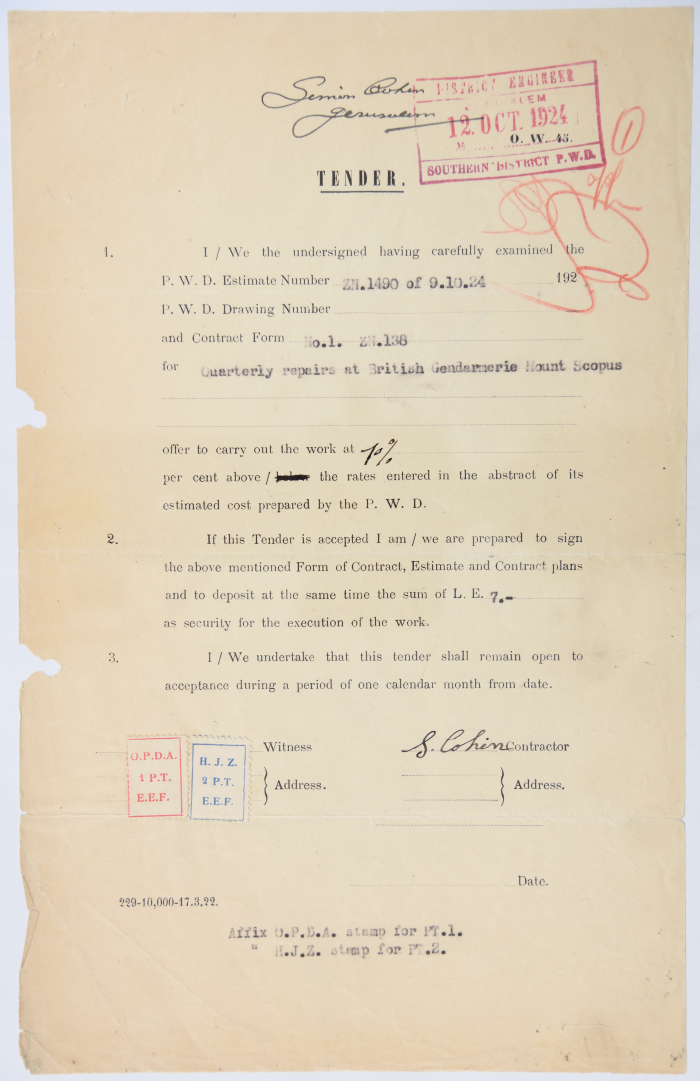 Simon Cohen
Jerusalem
DISTRICT ENGINEER
JERUSALEM
12. OCT. 1924
No. O. W. 45.
SOUTHERN DISTRICT P.W.D.
1
TENDER.
1. I / We the undersigned having carefully examined the
P. W. D. Estimate Number ZN.1490 of 9.10.24 192
P. W. D. Drawing Number
and Contract Form No.1. ZN.138
for Quarterly repairs at British Gendarmerie Mount Scopus
offer to carry out the work at 10%
per cent above / below the rates entered in the abstract of its
estimated cost prepared by the P. W. D.
2. If this Tender is accepted I am / we are prepared to sign
the above mentioned Form of Contract, Estimate and Contract plans
and to deposit at the same time the sum of L. E. 7.-
as security for the execution of the work.
3. I / We undertake that this tender shall remain open to
acceptance during a period of one calendar month from date.
O.P.D.A.
1 P.T.
E.E.F.
H. J. Z.
2 P.T.
E.E.F.
Witness
Address.
S. Cohen Contractor
Address.
Date.
229-10,000-17.3.22.
Affix O.P.D.A. stamp for PT.1.
" H.J.Z. stamp for PT.2.